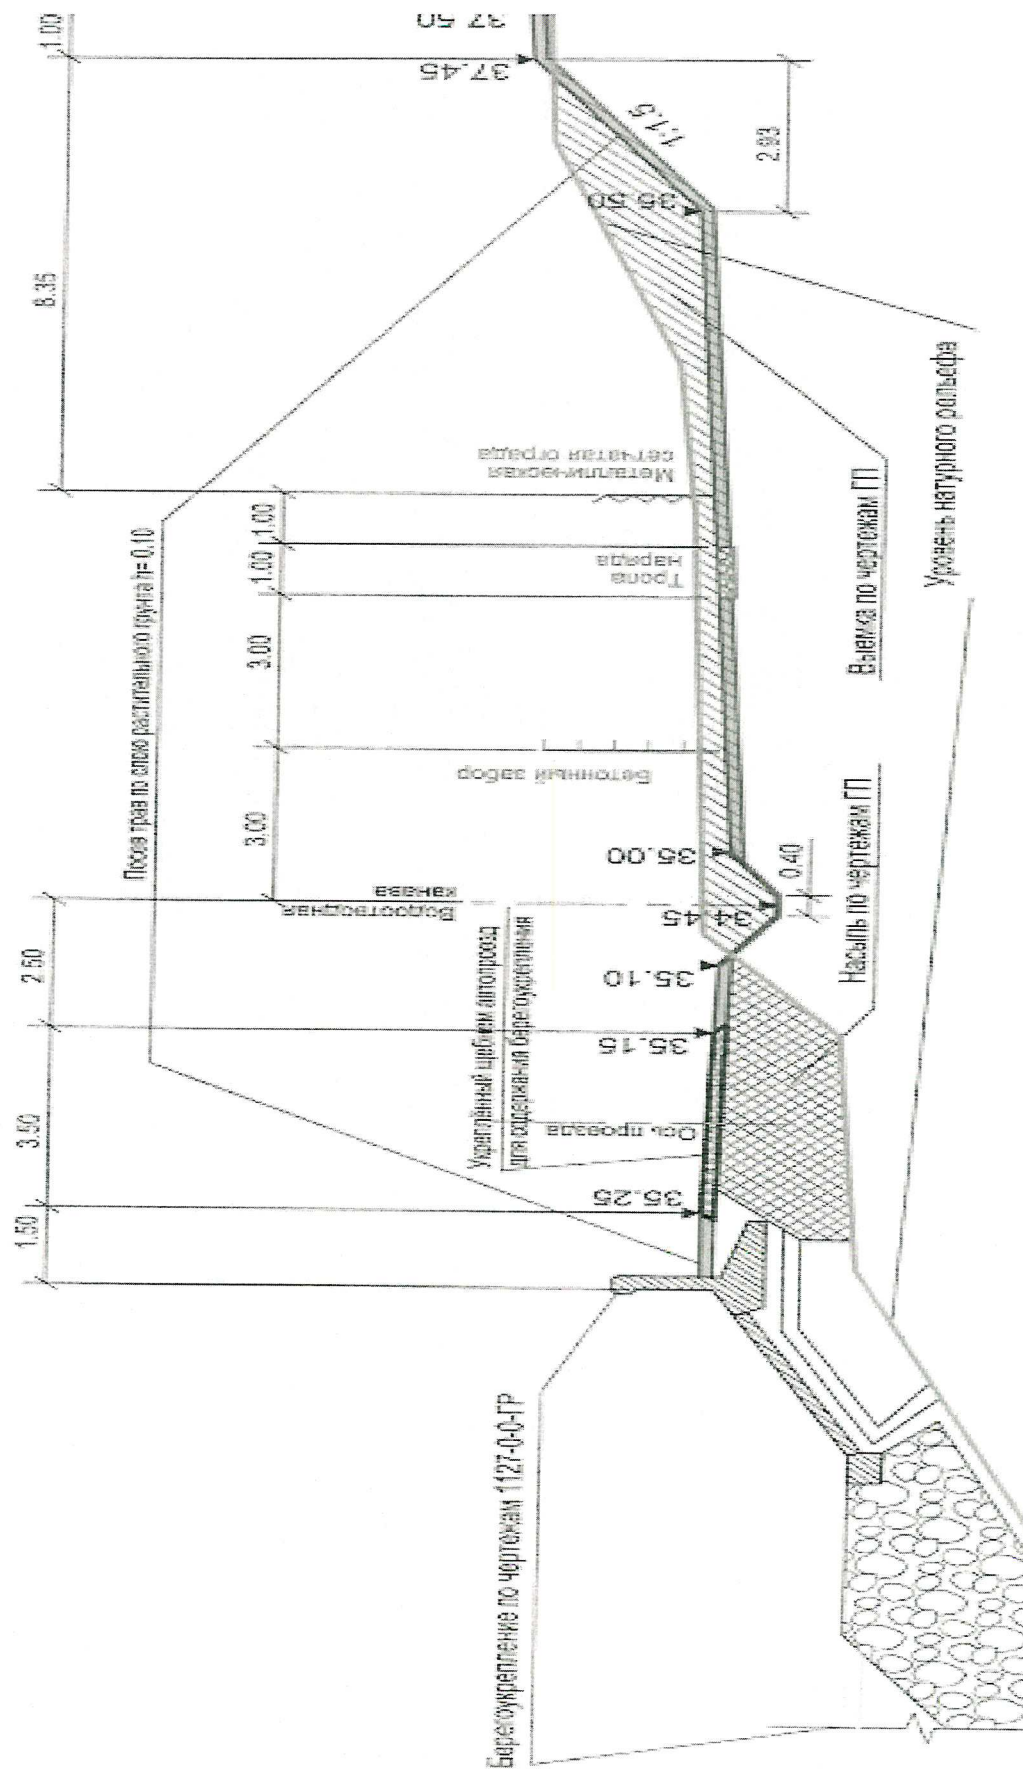 Берегоукрепление по чертежам 1127-0-0-ГР
1.50
3.50
2.50
8.35
1.00
Посев трав по слою растительного грунта h=0.10
3.00
3.00
1.00
1.00
Укреплённый щебнем автопроезд
для содержания берегоукрепления
Водоотводная
канава
Ось проезда
Бетонный забор
Тропа
наряда
Металлическая
сетчатая ограда
35.25
35.15
35.10
34.45
35.00
35.50
37.45
37.50
1:1.5
0.40
2.93
Насыпь по чертежам ГП
Выемка по чертежам ГП
Уровень натурного рельефа